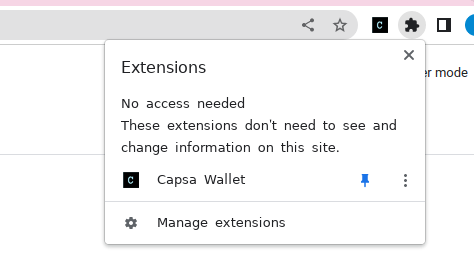 C
er mode
Extensions
No access needed
These extensions don't need to see and
change information on this site.
C Capsa Wallet
Manage extensions